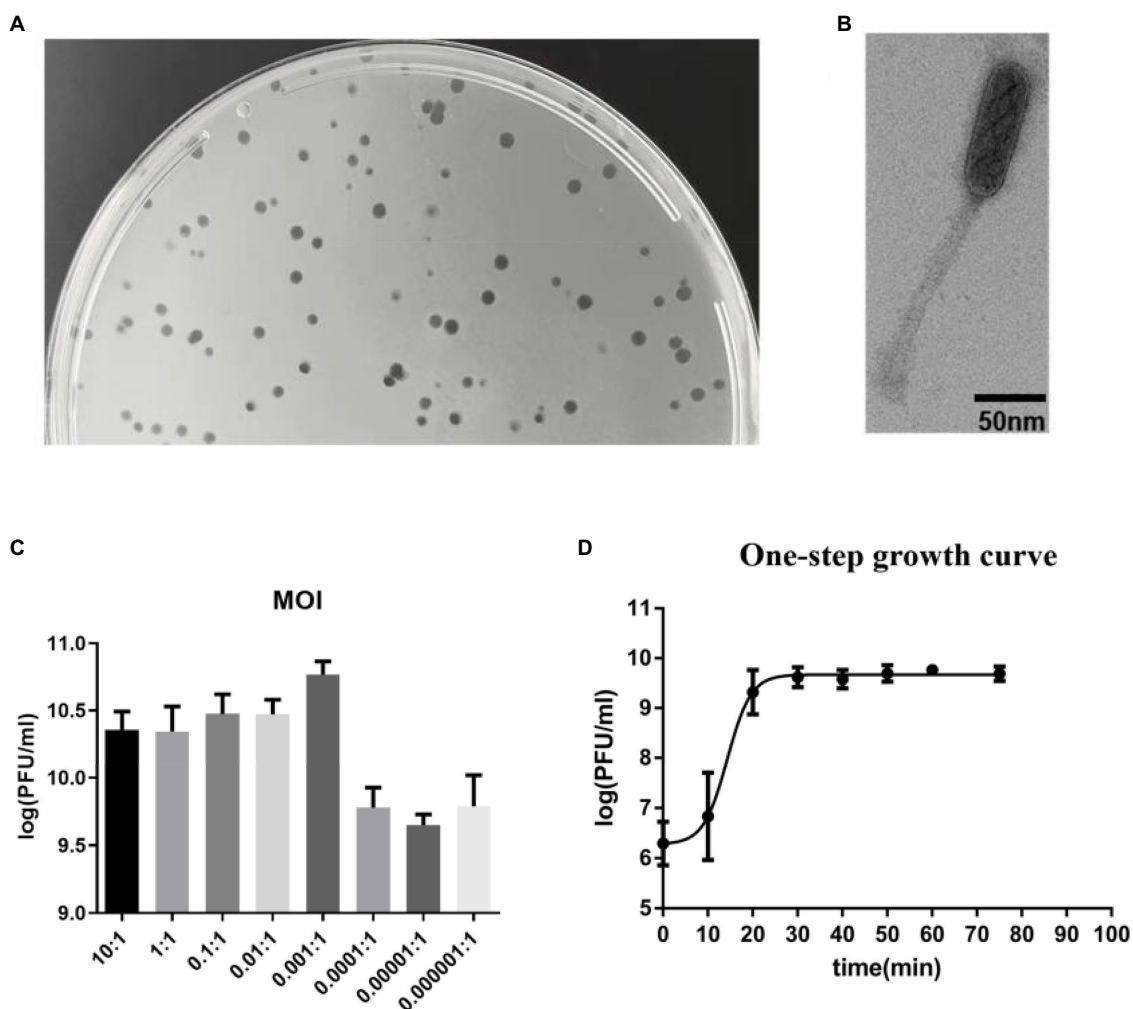 A
B
50nm
C
MOI
log(PFU/ml)
11.0
10.5
10.0
9.5
9.0
10:1
1:1
0.1:1
0.01:1
0.001:1
0.0001:1
0.00001:1
0.000001:1
D
One-step growth curve
log(PFU/ml)
11
10
9
8
7
6
5
0 10 20 30 40 50 60 70 80 90 100
time(min)